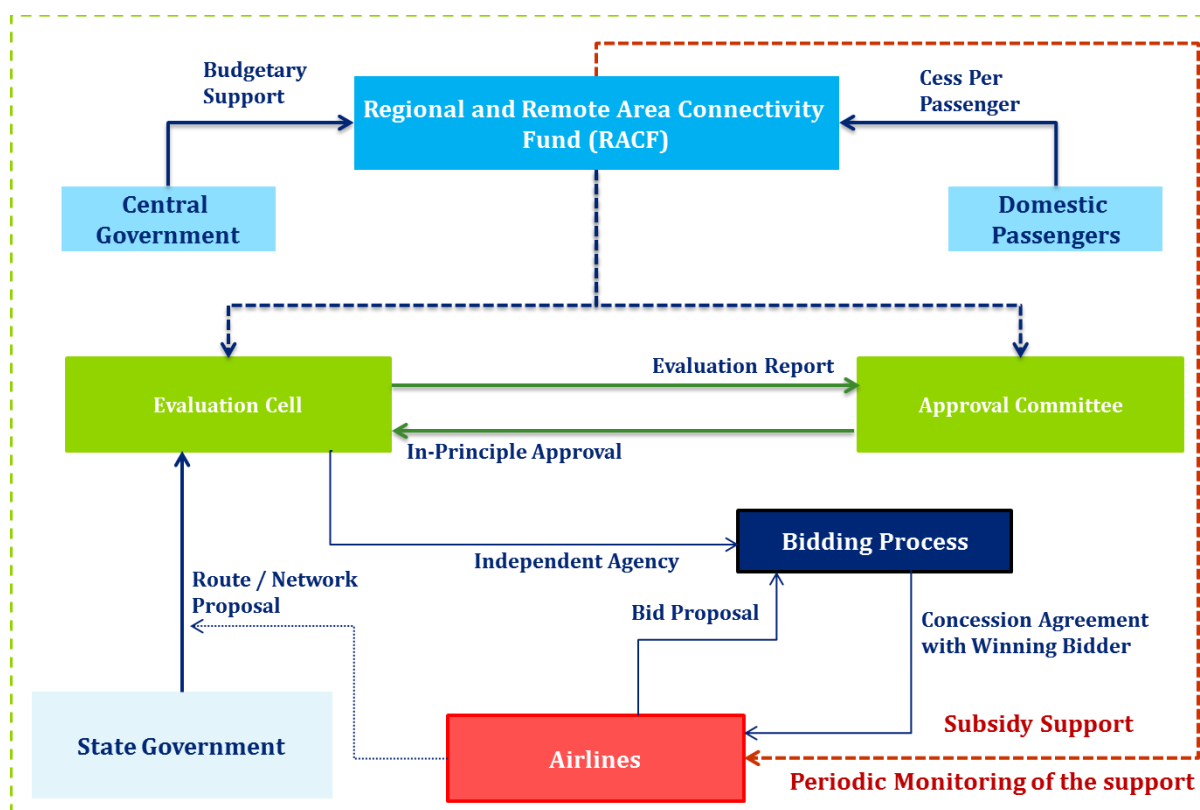 Budgetary
Support
Regional and Remote Area Connectivity
Fund (RACF)
Cess Per
Passenger
Central
Government
Domestic
Passengers
Evaluation Cell
Evaluation Report
Approval Committee
In-Principle Approval
Bidding Process
Independent Agency
Route / Network
Proposal
Bid Proposal
Concession Agreement
with Winning Bidder
State Government
Airlines
Subsidy Support
Periodic Monitoring of the support